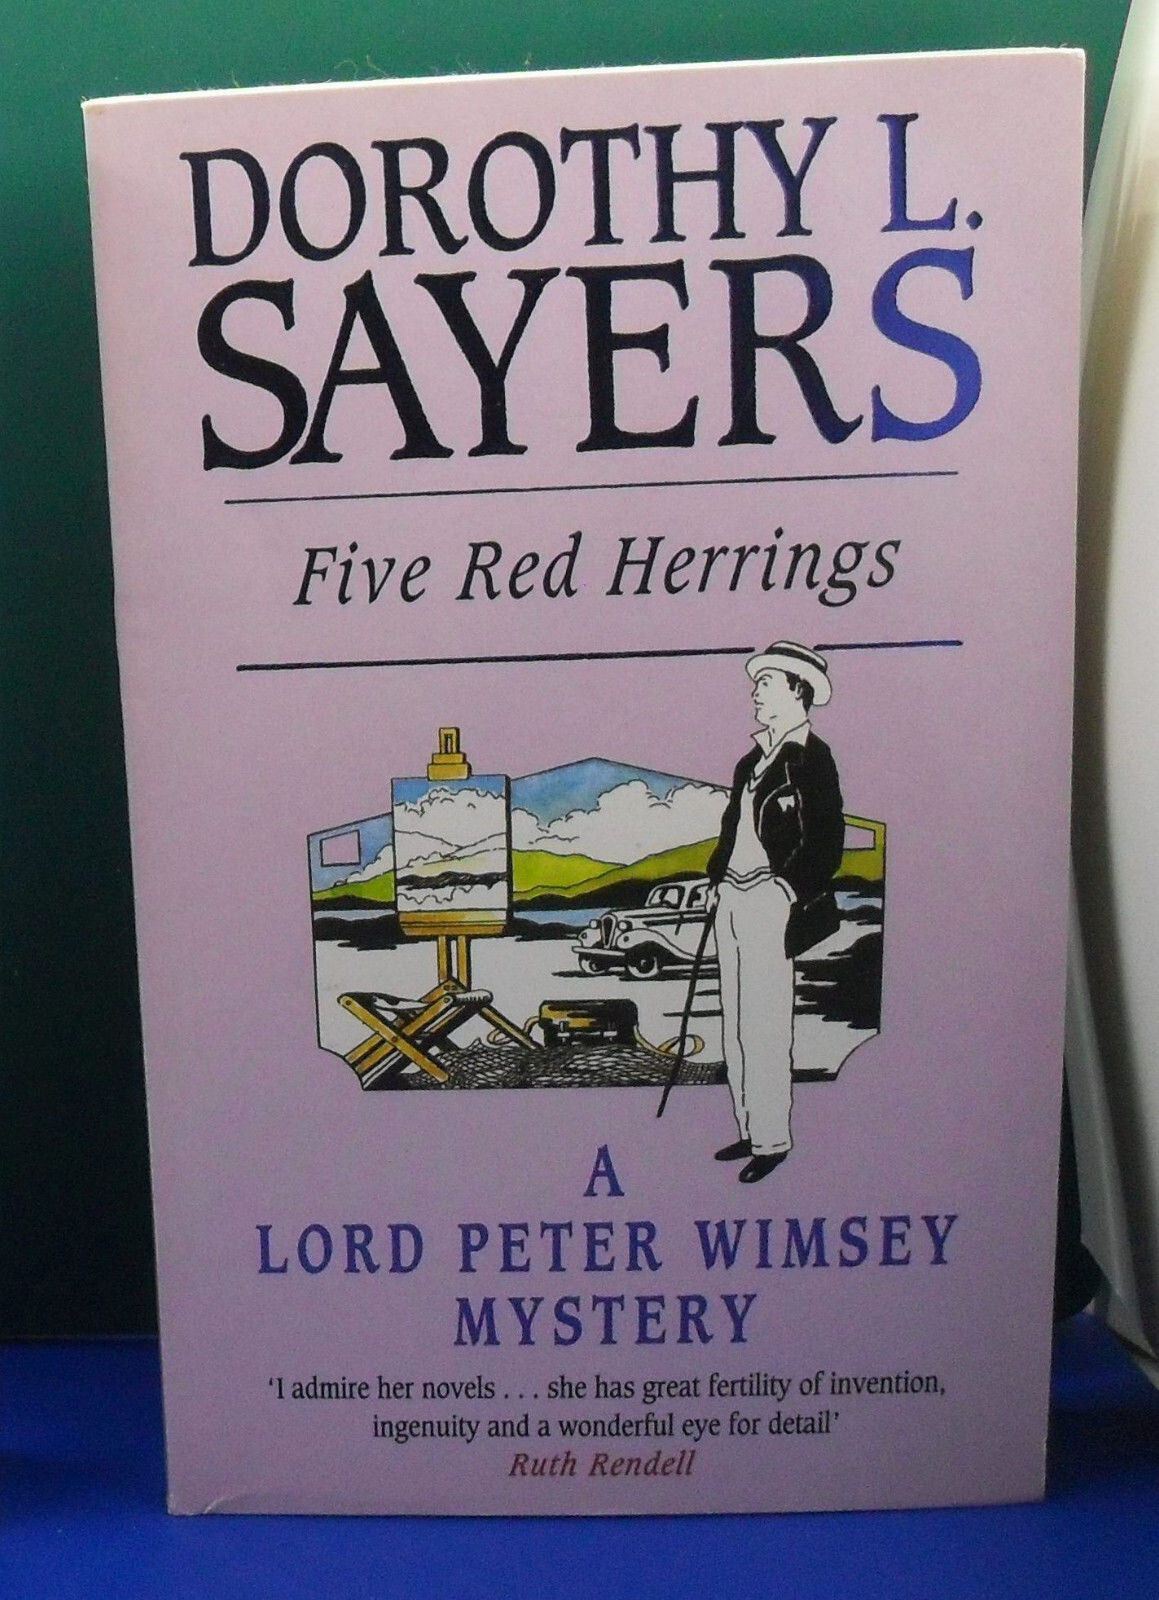 DOROTHY L.
SAYERS
Five Red Herrings
A
LORD PETER WIMSEY
MYSTERY
‘I admire her novels . . . she has great fertility of invention,
ingenuity and a wonderful eye for detail’
Ruth Rendell